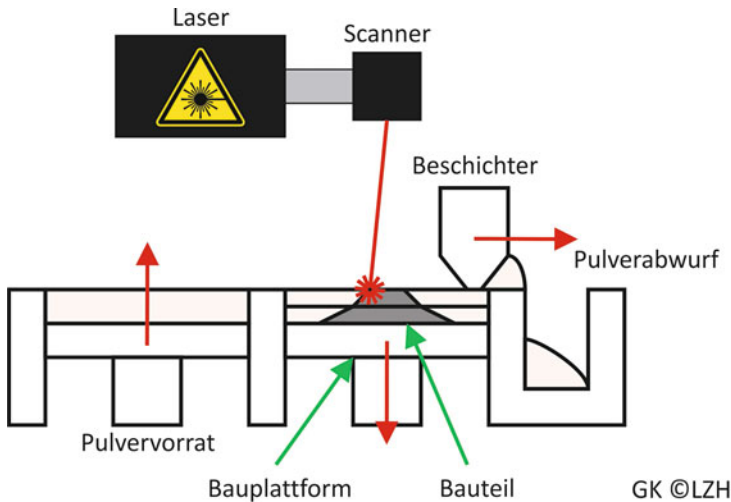 Laser
Scanner
Beschichter
Pulverabwurf
Pulvervorrat
Bauplattform
Bauteil
GK ©LZH